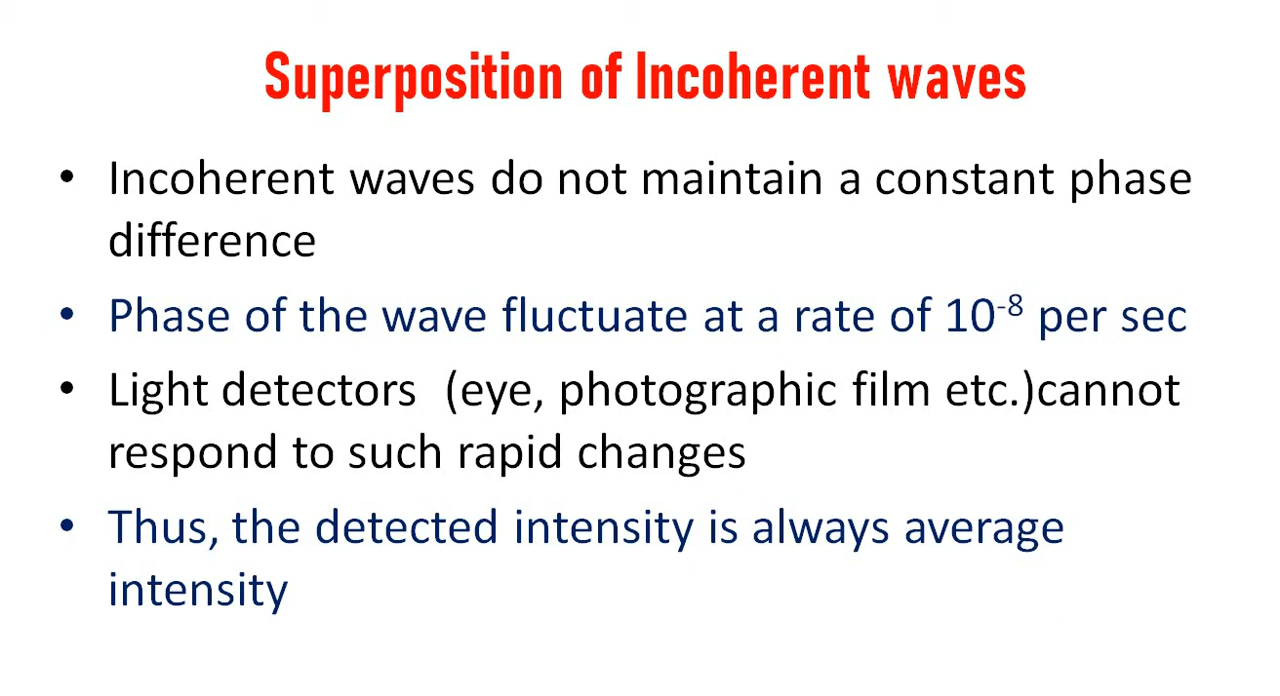 Superposition of Incoherent waves
• Incoherent waves do not maintain a constant phase
difference
• Phase of the wave fluctuate at a rate of 10⁻⁸ per sec
• Light detectors (eye, photographic film etc.)cannot
respond to such rapid changes
• Thus, the detected intensity is always average
intensity